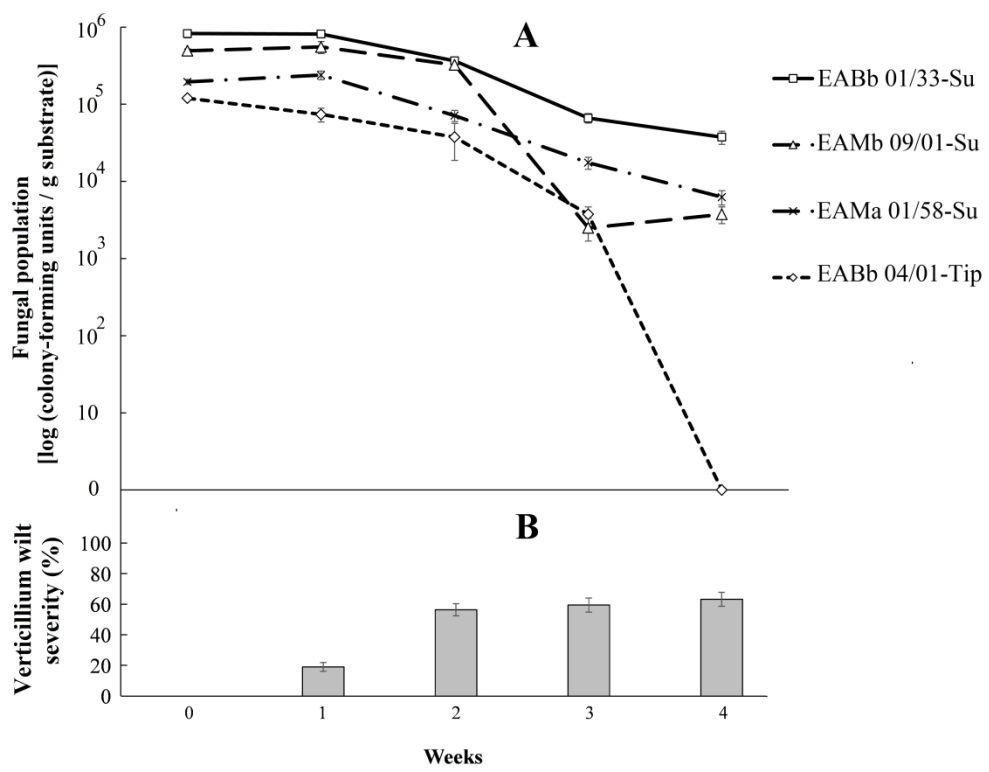 A
Fungal population
[log (colony-forming units / g substrate)]
10⁶
10⁵
10⁴
10³
10²
10
0
EABb 01/33-Su
EAMb 09/01-Su
EAMa 01/58-Su
EABb 04/01-Tip
B
Verticillium wilt
severity (%)
100
80
60
40
20
0
0 1 2 3 4
Weeks